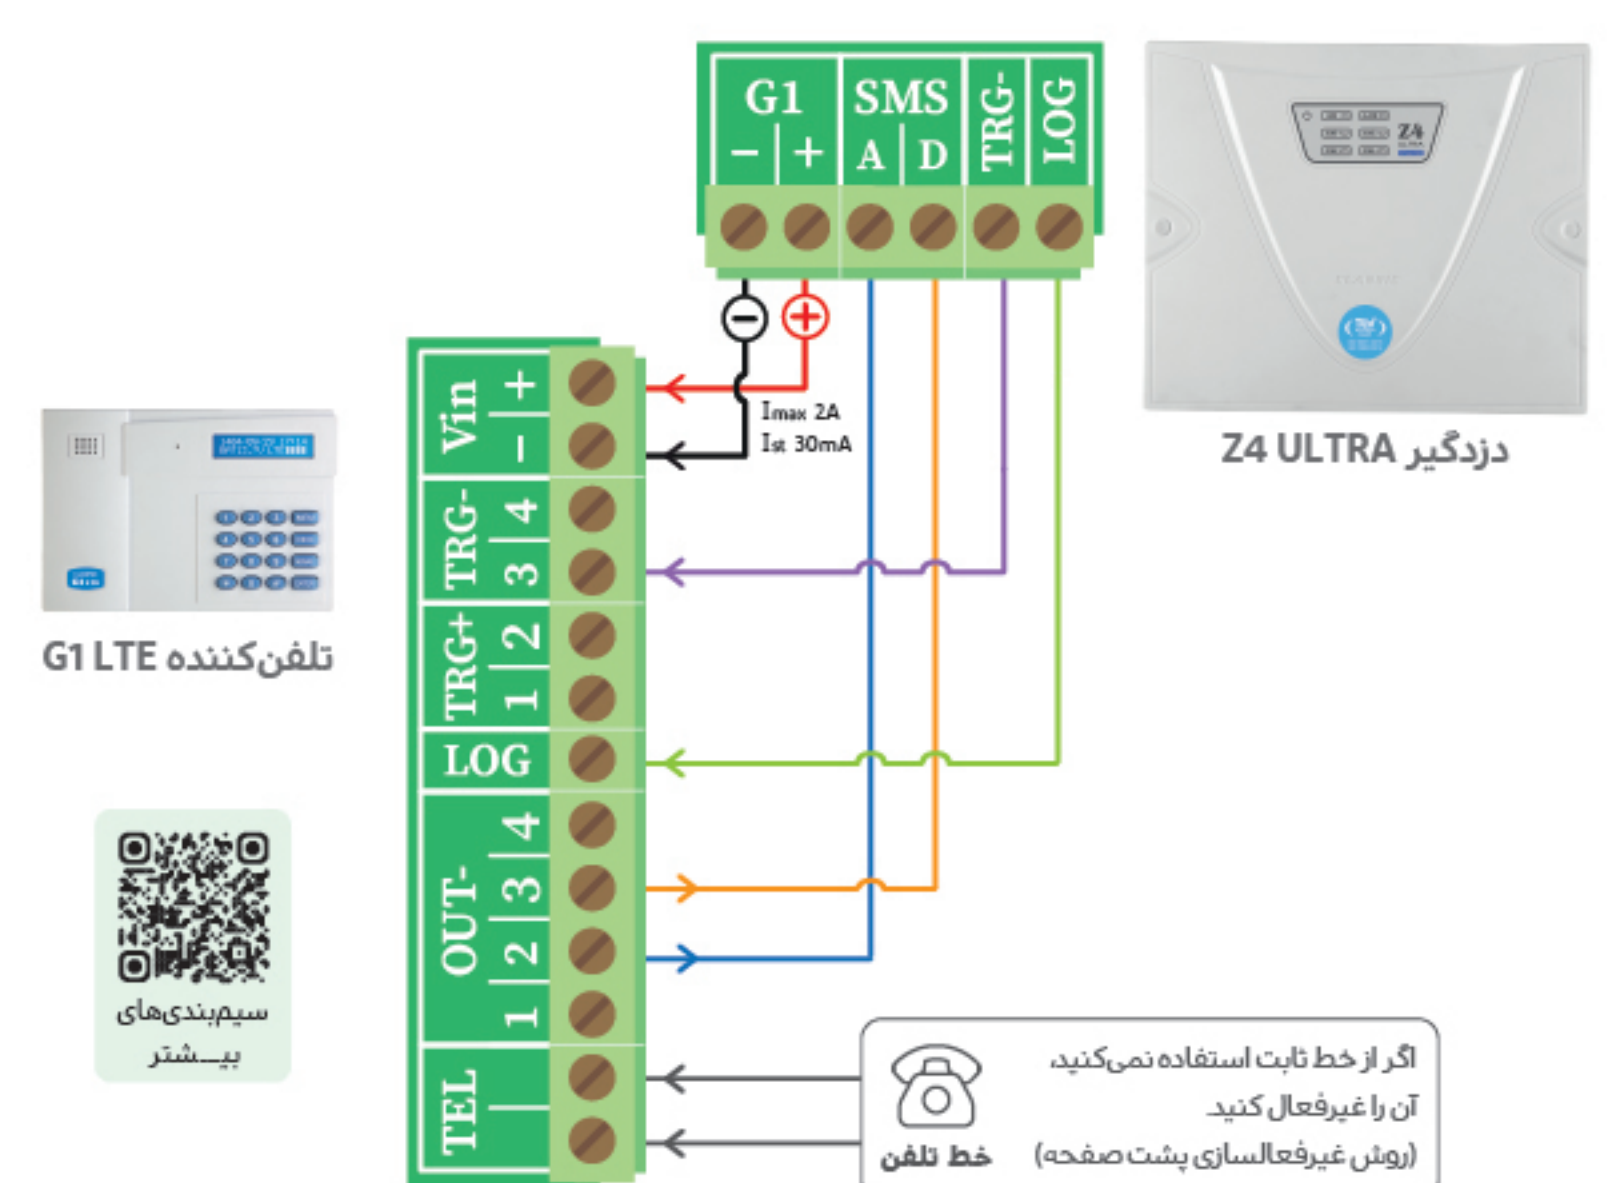 G1
SMS
TRG-
LOG
− +
A D
Z4
ULTRA
دزدگیر Z4 ULTRA
Imax 2A
Ist 30mA
Vin
+
−
TRG-
4
3
TRG+
2
1
LOG
OUT-
4
3
2
1
TEL
تلفن‌کننده G1 LTE
سیم‌بندی‌های
بیـــشتر
اگر از خط ثابت استفاده نمی‌کنید،
آن را غیرفعال کنید.
(روش غیرفعالسازی پشت صفحه)
خط تلفن